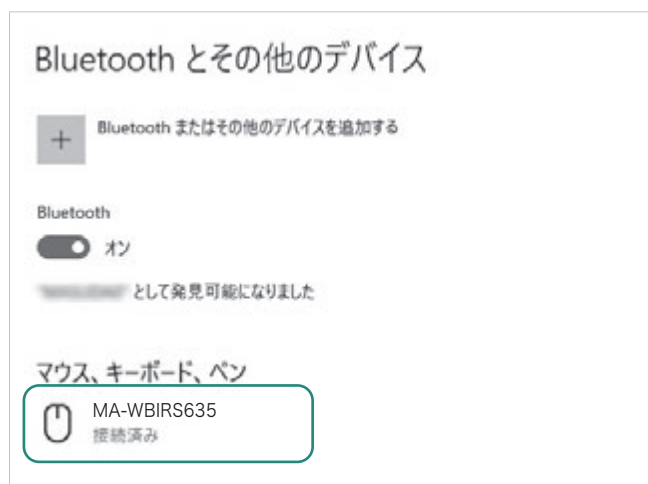 Bluetooth とその他のデバイス
+
Bluetooth またはその他のデバイスを追加する
Bluetooth
オン
として発見可能になりました
マウス、キーボード、ペン
MA-WBIRS635
接続済み